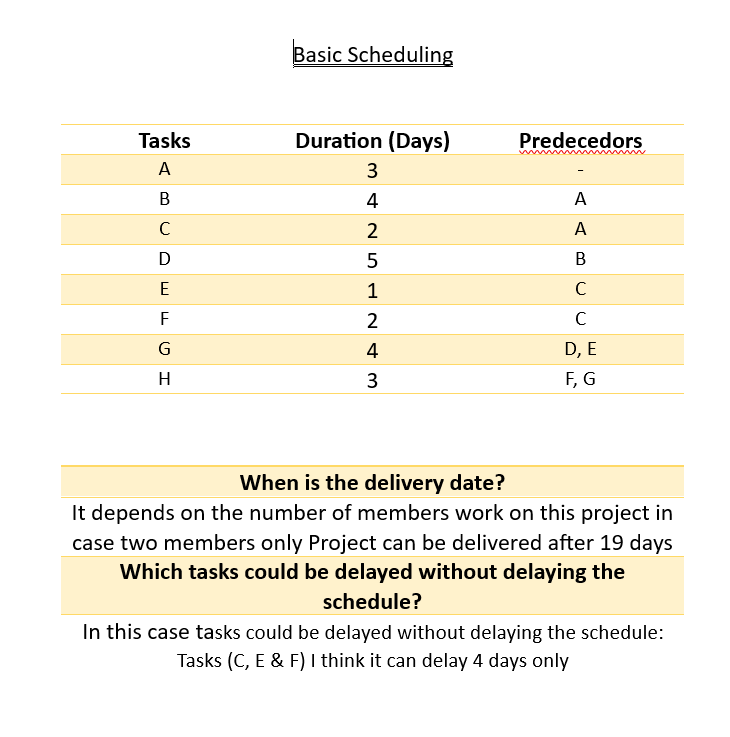 Basic Scheduling
Tasks Duration (Days) Predecedors
A 3 -
B 4 A
C 2 A
D 5 B
E 1 C
F 2 C
G 4 D, E
H 3 F, G
When is the delivery date?
It depends on the number of members work on this project in
case two members only Project can be delivered after 19 days
Which tasks could be delayed without delaying the
schedule?
In this case tasks could be delayed without delaying the schedule:
Tasks (C, E & F) I think it can delay 4 days only